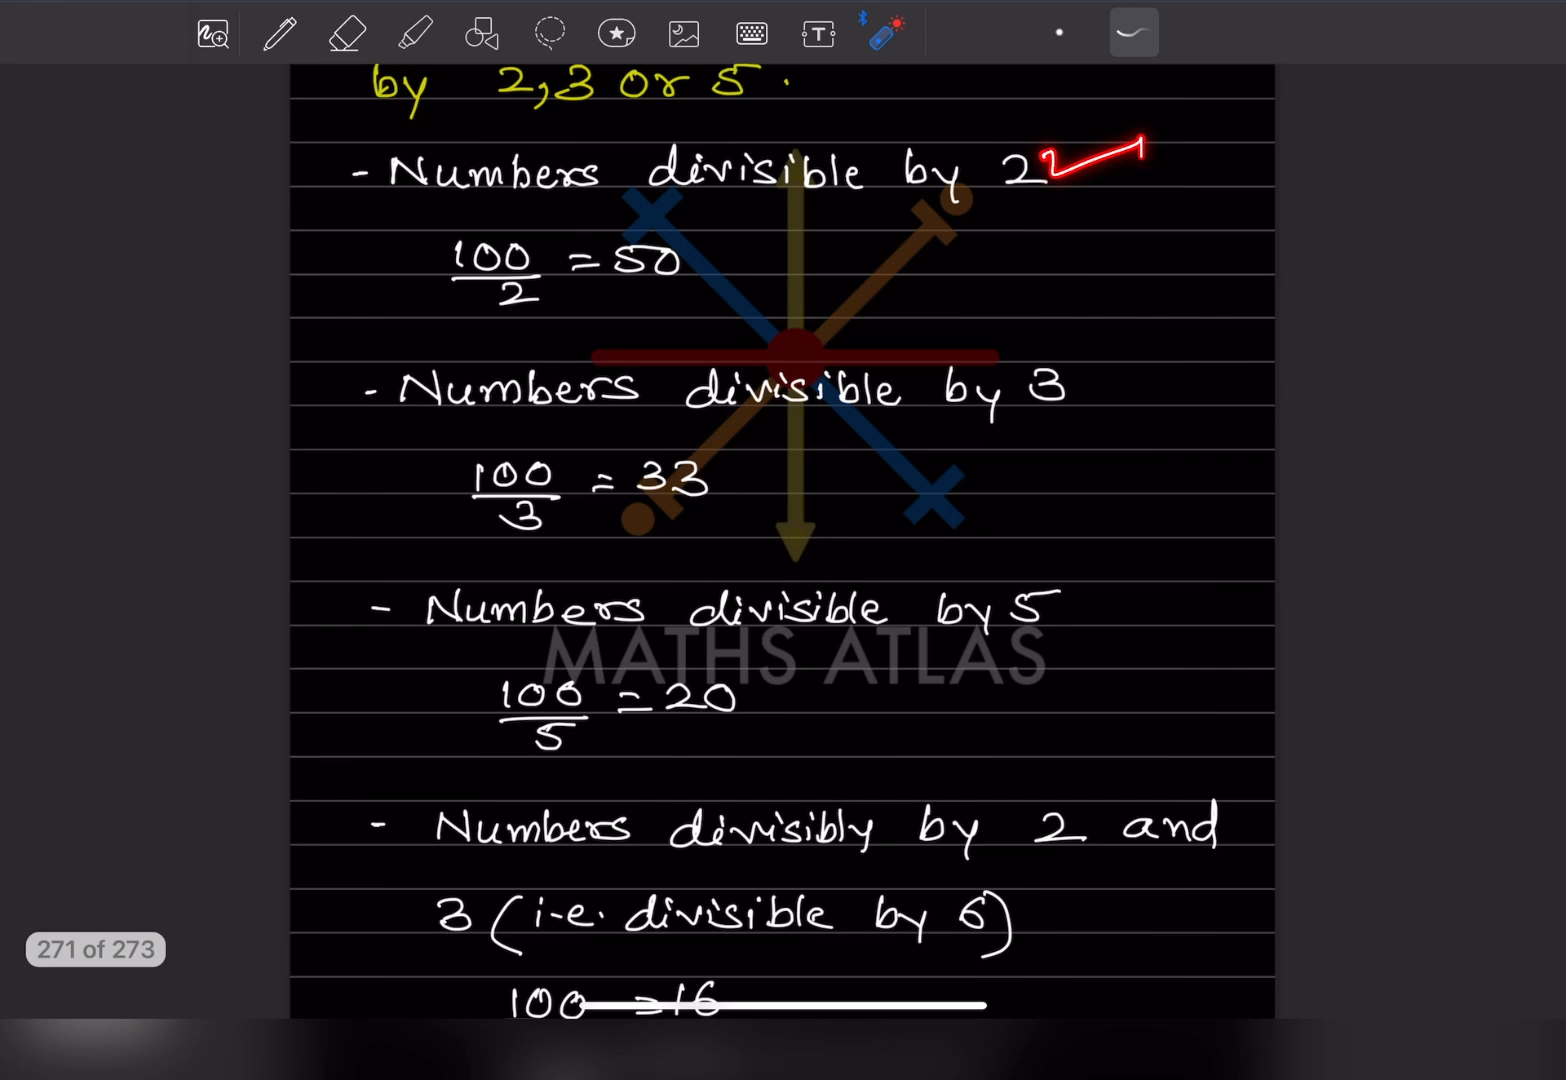 by 2,3 or 5.
- Numbers divisible by 2
100/2 = 50
- Numbers divisible by 3
100/3 = 33
- Numbers divisible by 5
MATHS ATLAS
100/5 = 20
- Numbers divisibly by 2 and
3 (i.e. divisible by 6)
271 of 273
100 = 16